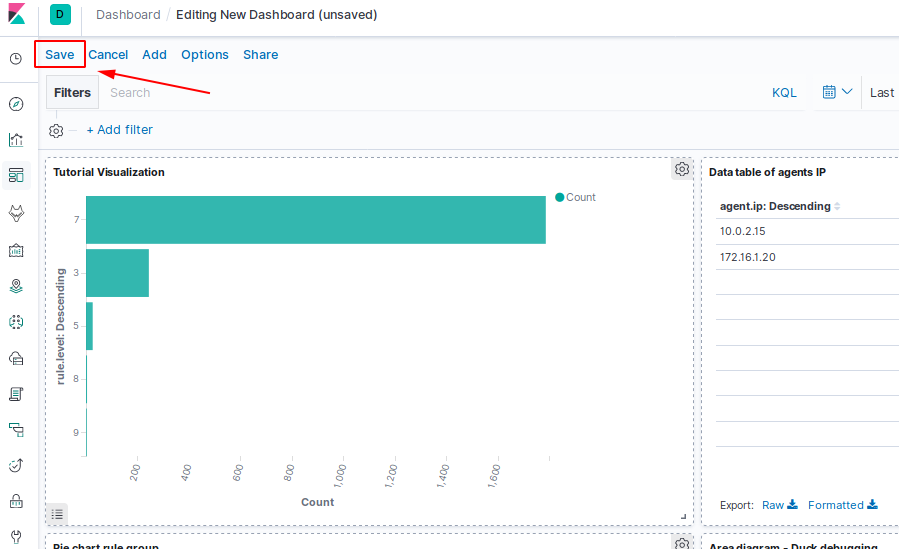 D Dashboard / Editing New Dashboard (unsaved)
Save Cancel Add Options Share
Filters Search KQL Last
+ Add filter
Tutorial Visualization
Count
7
3
5
8
9
rule.level: Descending
200 400 600 800 1,000 1,200 1,400 1,600
Count
Data table of agents IP
agent.ip: Descending
10.0.2.15
172.16.1.20
Export: Raw Formatted
Pie chart rule group
Area diagram - Duck debugging